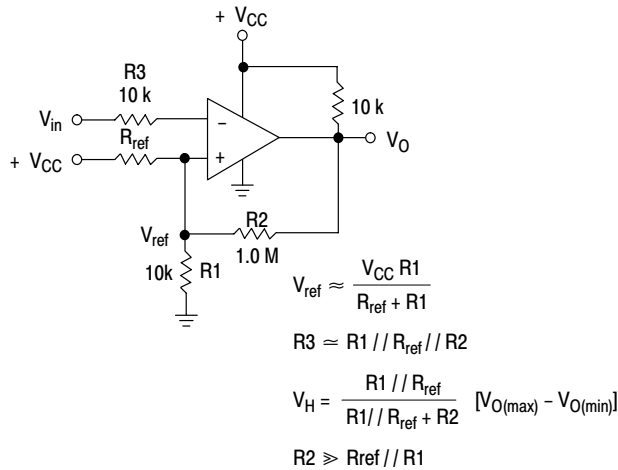 + V_CC
R3
10 k
10 k
V_in
−
V_O
R_ref
+ V_CC
+
R2
V_ref
1.0 M
10k
R1
V_ref ≈ V_CC R1 / R_ref + R1
R3 ≃ R1 // R_ref // R2
V_H = R1 // R_ref / R1// R_ref + R2 [V_O(max) − V_O(min)]
R2 ≫ Rref // R1